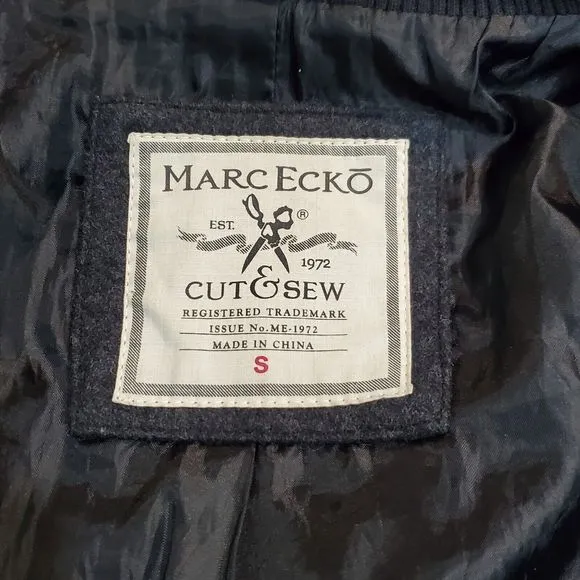 MARC ECKŌ
EST. ®
1972
CUT & SEW
REGISTERED TRADEMARK
ISSUE No. ME-1972
MADE IN CHINA
S